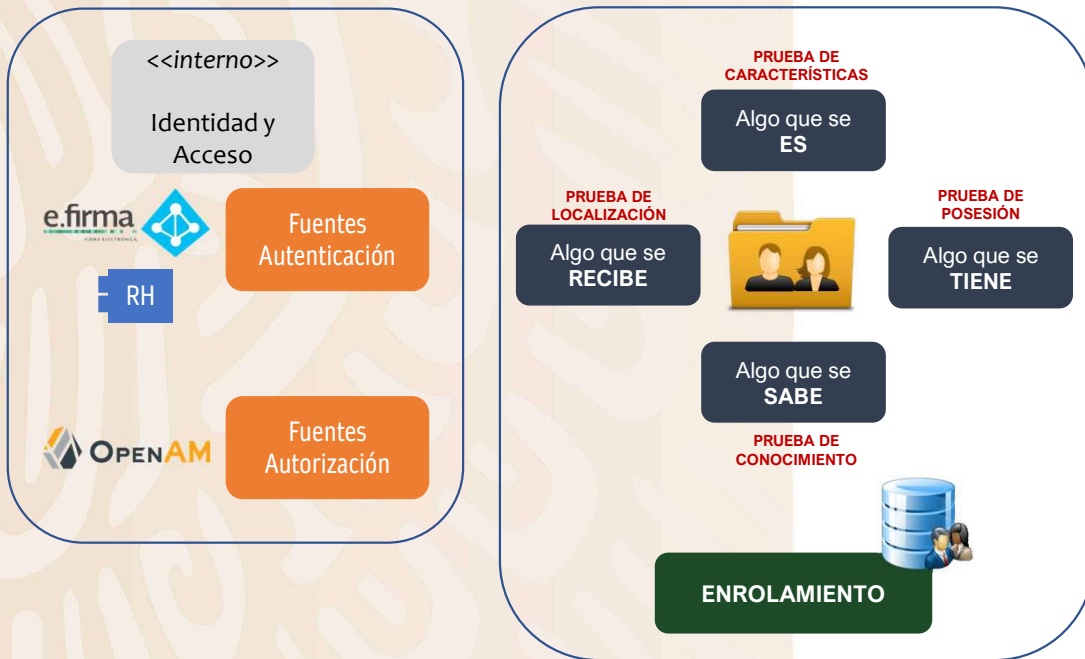 <<interno>>
Identidad y
Acceso
e.firma
FIRMA ELECTRÓNICA
Fuentes
Autenticación
RH
OPENAM
Fuentes
Autorización
PRUEBA DE
CARACTERÍSTICAS
Algo que se
ES
PRUEBA DE
LOCALIZACIÓN
Algo que se
RECIBE
PRUEBA DE
POSESIÓN
Algo que se
TIENE
Algo que se
SABE
PRUEBA DE
CONOCIMIENTO
ENROLAMIENTO